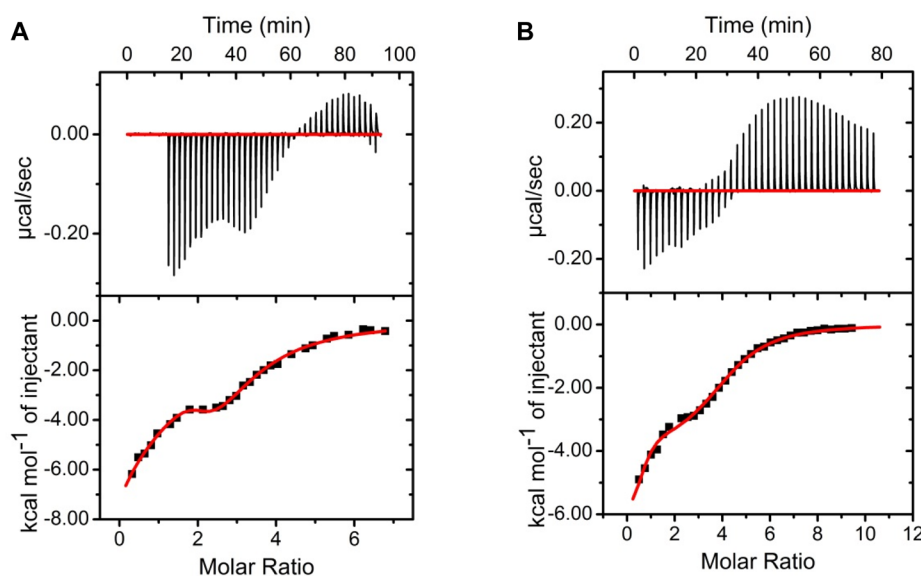 A
Time (min)
0 20 40 60 80 100
0.00
-0.20
µcal/sec
0.00
-2.00
-4.00
-6.00
-8.00
kcal mol⁻¹ of injectant
0 2 4 6
Molar Ratio
B
Time (min)
0 20 40 60 80
0.20
0.00
-0.20
µcal/sec
0.00
-2.00
-4.00
-6.00
kcal mol⁻¹ of injectant
0 2 4 6 8 10 12
Molar Ratio